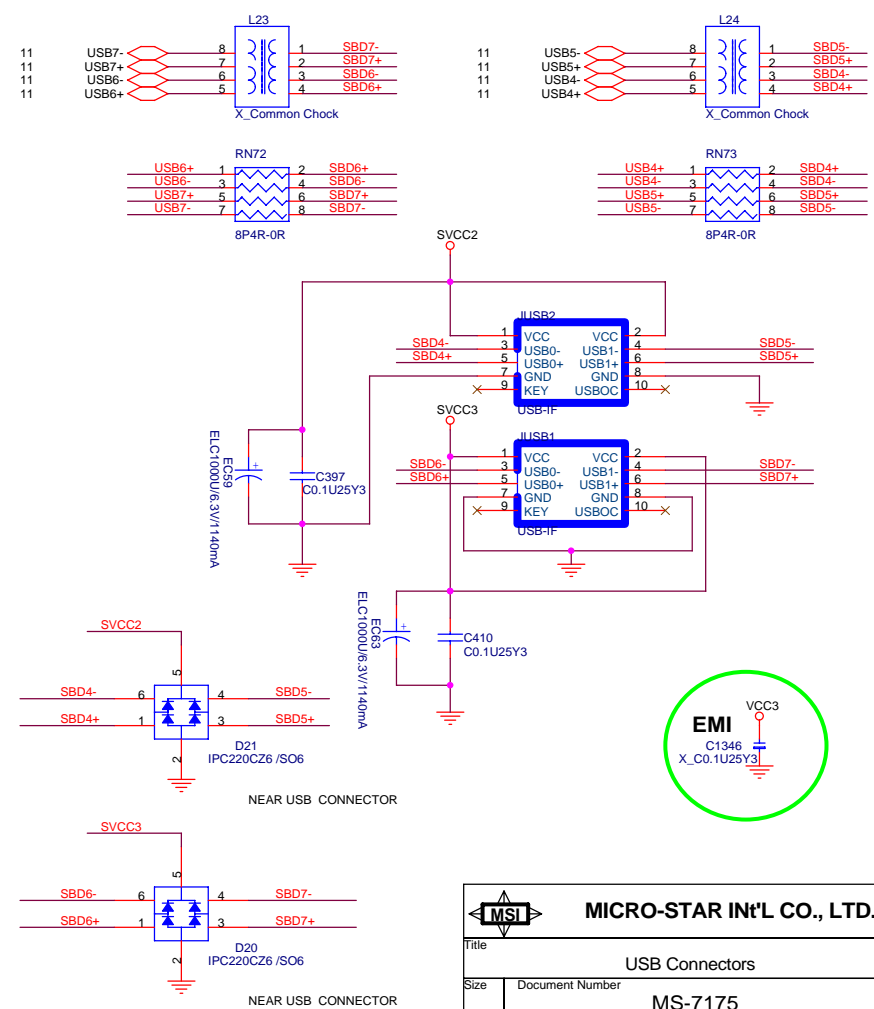 L23
11 USB7- 8 1 SBD7-
11 USB7+ 7 2 SBD7+
11 USB6- 6 3 SBD6-
11 USB6+ 5 4 SBD6+
X_Common Chock
L24
11 USB5- 8 1 SBD5-
11 USB5+ 7 2 SBD5+
11 USB4- 6 3 SBD4-
11 USB4+ 5 4 SBD4+
X_Common Chock
RN72
USB6+ 1 2 SBD6+
USB6- 3 4 SBD6-
USB7+ 5 6 SBD7+
USB7- 7 8 SBD7-
8P4R-0R
RN73
USB4+ 1 2 SBD4+
USB4- 3 4 SBD4-
USB5+ 5 6 SBD5+
USB5- 7 8 SBD5-
8P4R-0R
SVCC2
JUSB2
1 VCC VCC 2
SBD4- 3 USB0- USB1- 4 SBD5-
SBD4+ 5 USB0+ USB1+ 6 SBD5+
7 GND GND 8
9 KEY USBOC 10
USB-IF
SVCC3
JUSB1
1 VCC VCC 2
SBD6- 3 USB0- USB1- 4 SBD7-
SBD6+ 5 USB0+ USB1+ 6 SBD7+
7 GND GND 8
9 KEY USBOC 10
USB-IF
EC59
ELC1000U/6.3V/1140mA
+
C397
C0.1U25Y3
EC63
ELC1000U/6.3V/1140mA
+
C410
C0.1U25Y3
SVCC2
5
SBD4- 6 4 SBD5-
SBD4+ 1 3 SBD5+
2
D21
IPC220CZ6 /SO6
NEAR USB CONNECTOR
EMI
VCC3
C1346
X_C0.1U25Y3
SVCC3
5
SBD6- 6 4 SBD7-
SBD6+ 1 3 SBD7+
2
D20
IPC220CZ6 /SO6
NEAR USB CONNECTOR
MSI
MICRO-STAR INt'L CO., LTD.
Title
USB Connectors
Size Document Number
MS-7175